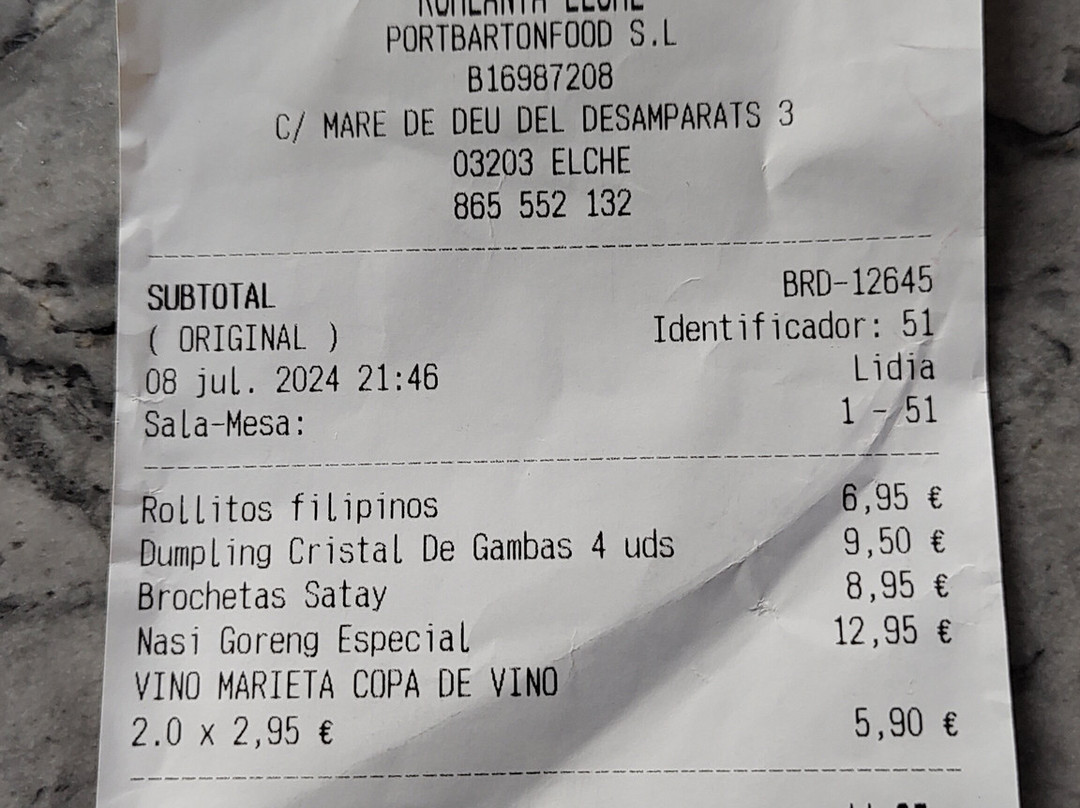 PORTBARTONFOOD S.L
B16987208
C/ MARE DE DEU DEL DESAMPARATS 3
03203 ELCHE
865 552 132
SUBTOTAL BRD-12645
( ORIGINAL ) Identificador: 51
08 jul. 2024 21:46 Lidia
Sala-Mesa: 1 - 51
Rollitos filipinos 6,95 €
Dumpling Cristal De Gambas 4 uds 9,50 €
Brochetas Satay 8,95 €
Nasi Goreng Especial 12,95 €
VINO MARIETA COPA DE VINO
2.0 x 2,95 € 5,90 €